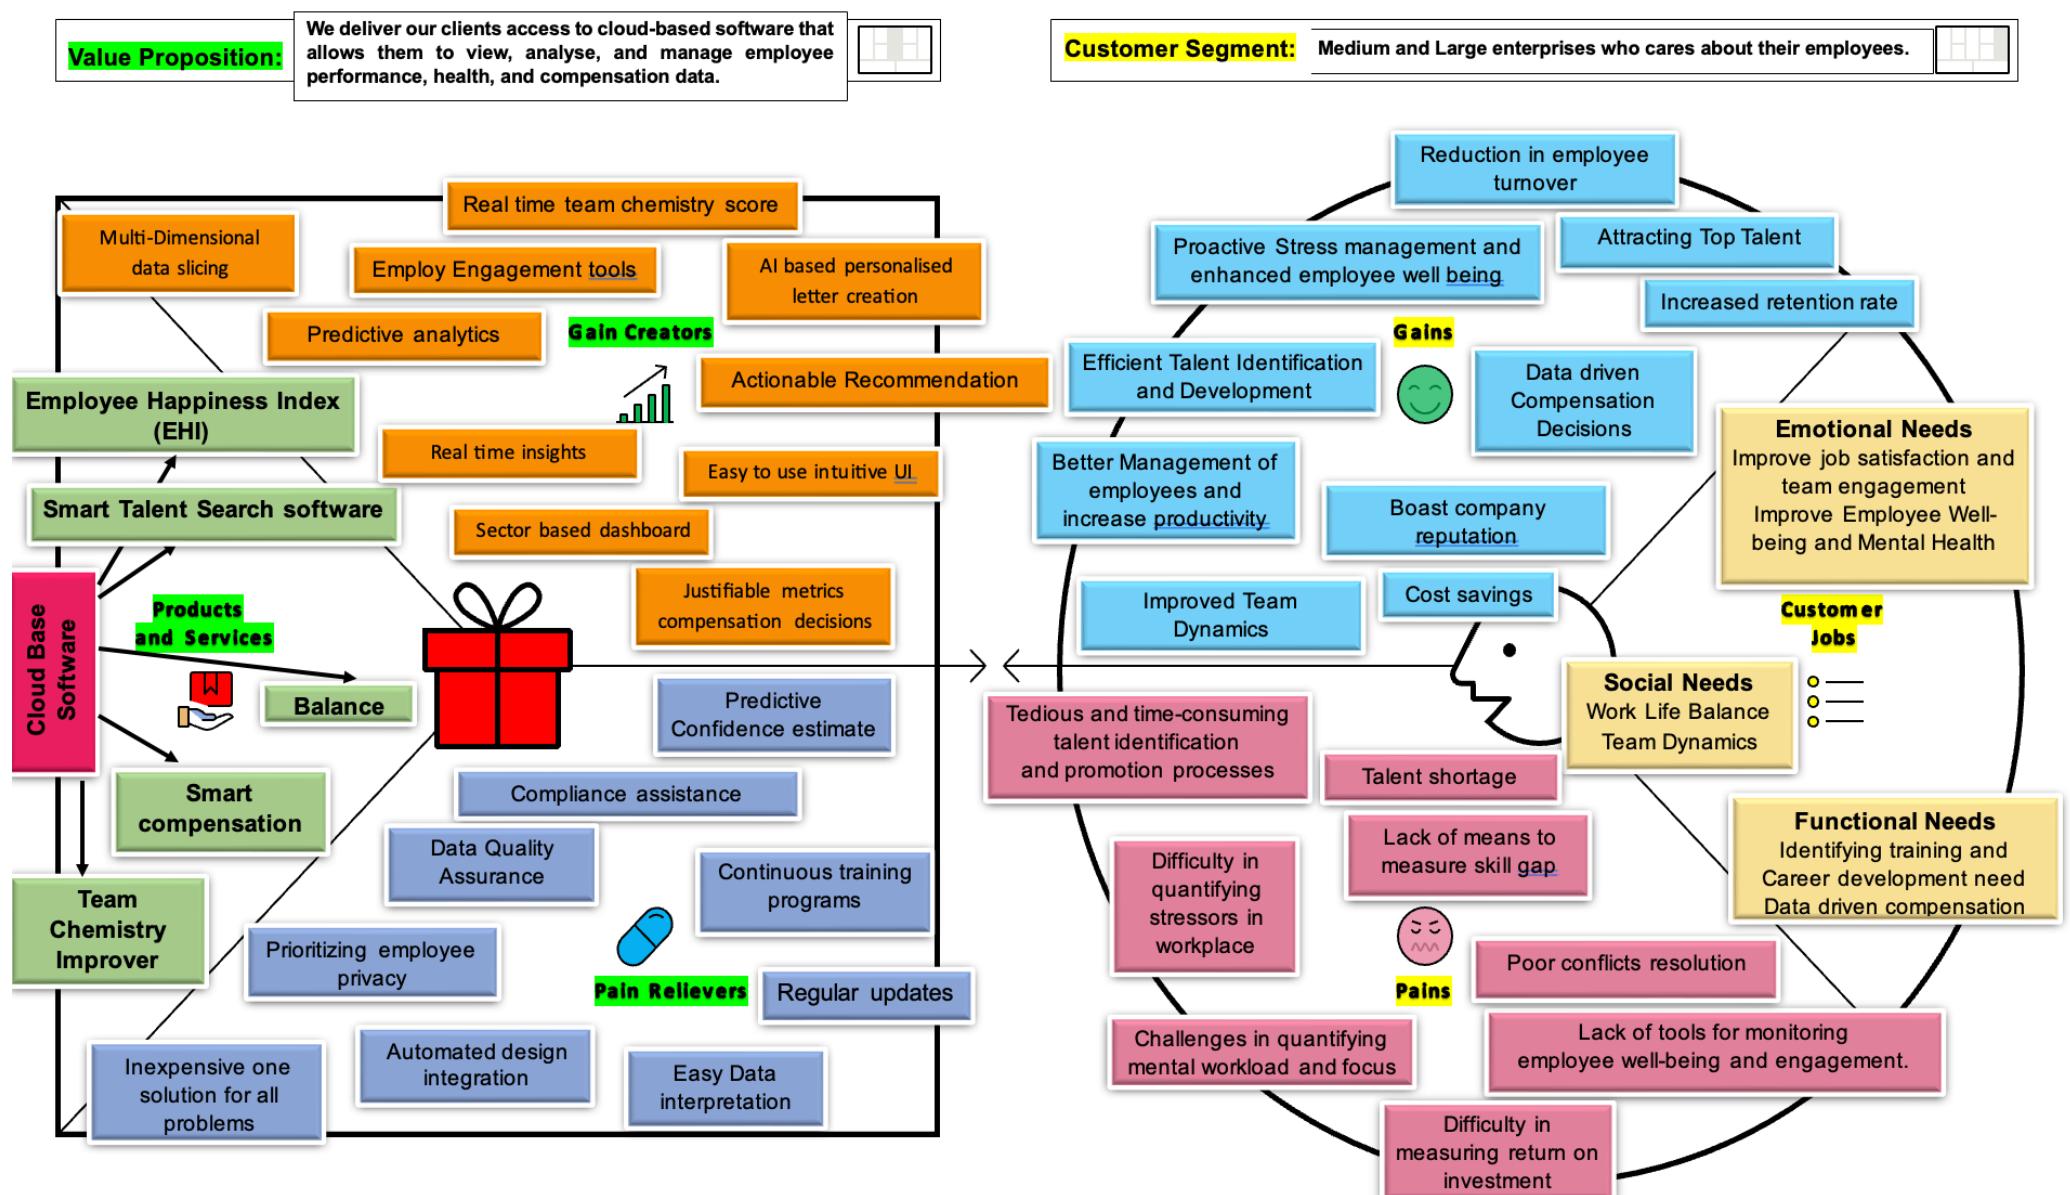 Value Proposition:
We deliver our clients access to cloud-based software that
allows them to view, analyse, and manage employee
performance, health, and compensation data.
Customer Segment:
Medium and Large enterprises who cares about their employees.
Real time team chemistry score
Multi-Dimensional
data slicing
Employ Engagement tools
AI based personalised
letter creation
Predictive analytics
Gain Creators
Actionable Recommendation
Employee Happiness Index
(EHI)
Real time insights
Easy to use intuitive UI
Smart Talent Search software
Sector based dashboard
Justifiable metrics
compensation decisions
Cloud Base
Software
Products
and Services
Balance
Smart
compensation
Team
Chemistry
Improver
Predictive
Confidence estimate
Compliance assistance
Data Quality
Assurance
Continuous training
programs
Prioritizing employee
privacy
Pain Relievers
Regular updates
Inexpensive one
solution for all
problems
Automated design
integration
Easy Data
interpretation
Reduction in employee
turnover
Proactive Stress management and
enhanced employee well being
Attracting Top Talent
Increased retention rate
Gains
Efficient Talent Identification
and Development
Data driven
Compensation
Decisions
Better Management of
employees and
increase productivity
Boast company
reputation
Improved Team
Dynamics
Cost savings
Emotional Needs
Improve job satisfaction and
team engagement
Improve Employee Well-
being and Mental Health
Customer
Jobs
Social Needs
Work Life Balance
Team Dynamics
Functional Needs
Identifying training and
Career development need
Data driven compensation
Tedious and time-consuming
talent identification
and promotion processes
Talent shortage
Lack of means to
measure skill gap
Difficulty in
quantifying
stressors in
workplace
Pains
Poor conflicts resolution
Challenges in quantifying
mental workload and focus
Lack of tools for monitoring
employee well-being and engagement.
Difficulty in
measuring return on
investment